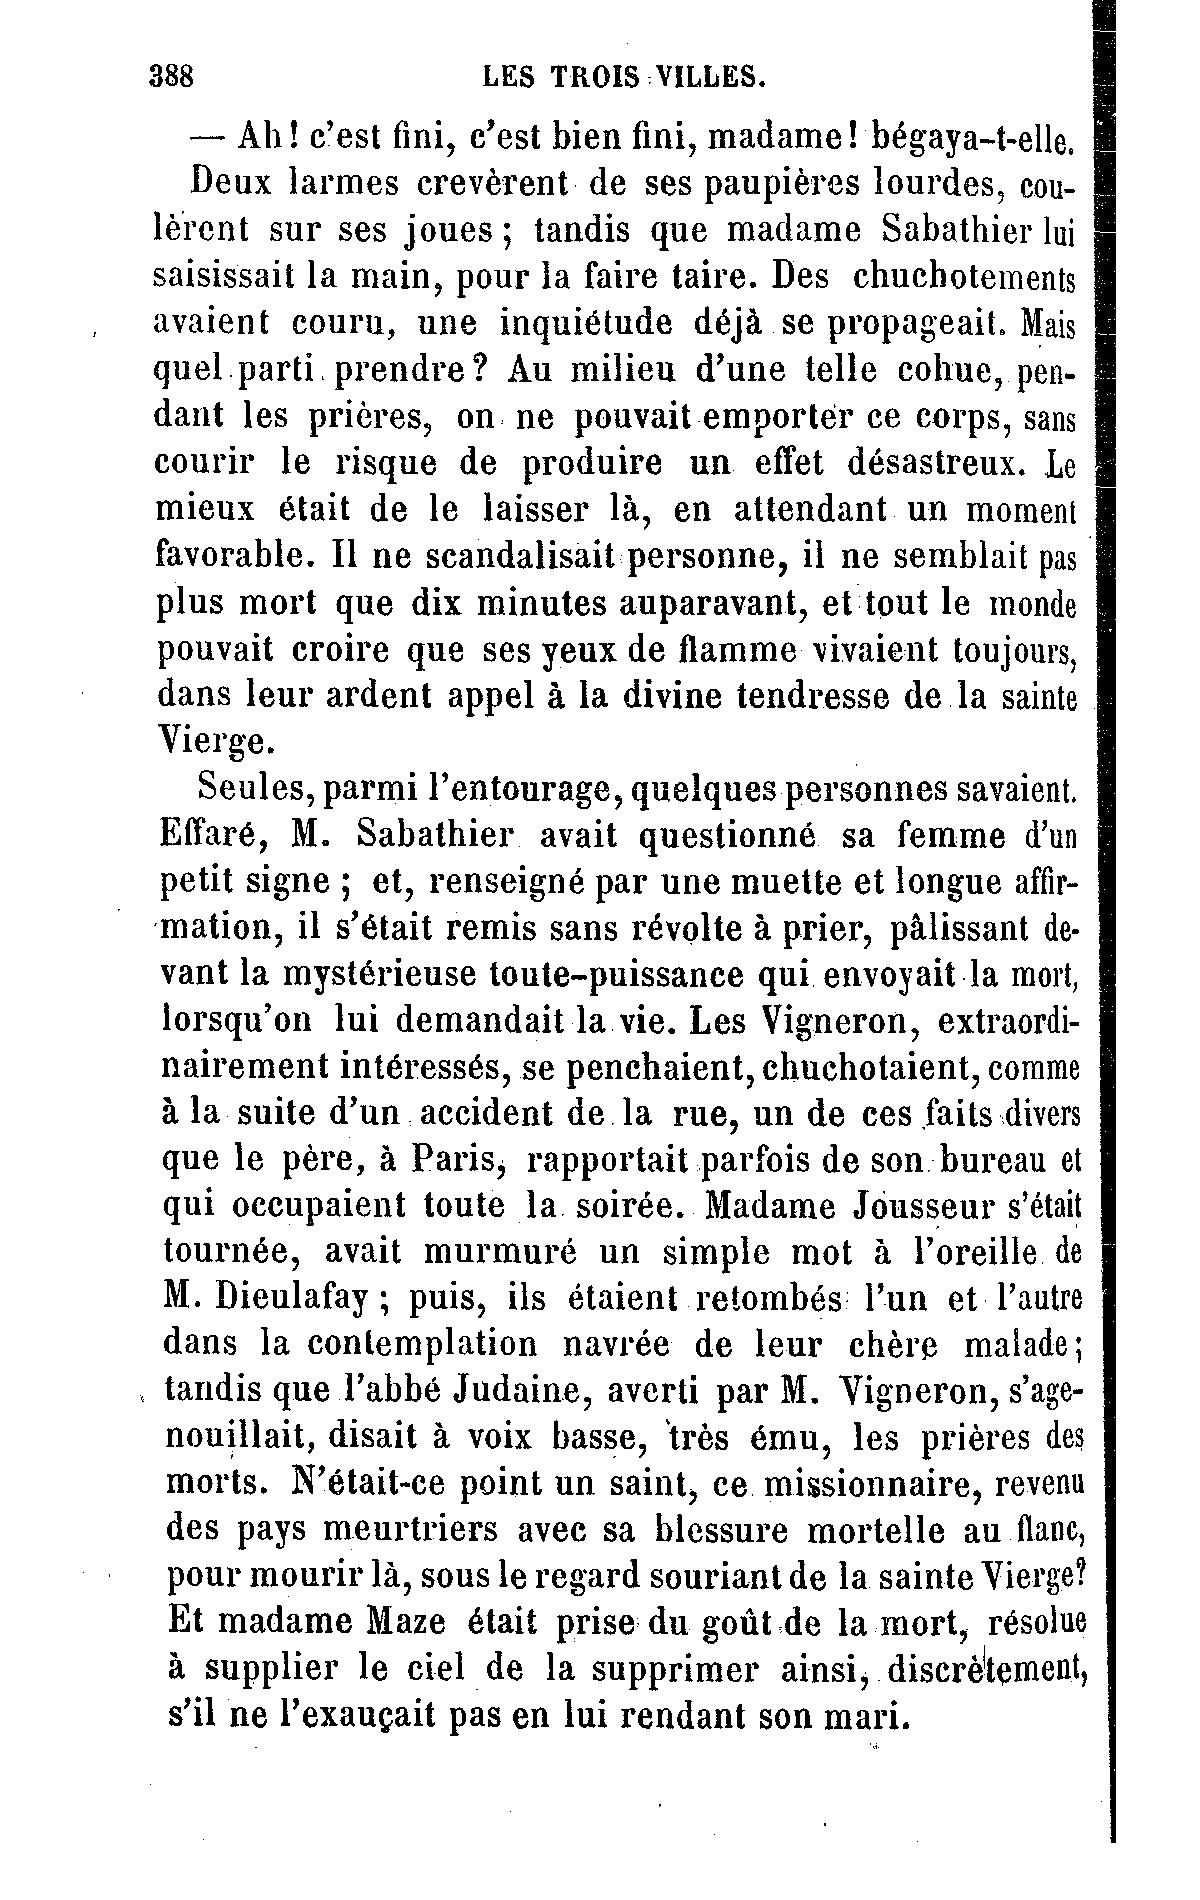 388 LES TROIS VILLES.
— Ah! c'est fini, c'est bien fini, madame! bégaya-t-elle.
Deux larmes crevèrent de ses paupières lourdes, cou-
lèrent sur ses joues ; tandis que madame Sabathier lui
saisissait la main, pour la faire taire. Des chuchotements
avaient couru, une inquiétude déjà se propageait. Mais
quel parti prendre? Au milieu d'une telle cohue, pen-
dant les prières, on ne pouvait emporter ce corps, sans
courir le risque de produire un effet désastreux. Le
mieux était de le laisser là, en attendant un moment
favorable. Il ne scandalisait personne, il ne semblait pas
plus mort que dix minutes auparavant, et tout le monde
pouvait croire que ses yeux de flamme vivaient toujours,
dans leur ardent appel à la divine tendresse de la sainte
Vierge.
Seules, parmi l'entourage, quelques personnes savaient.
Effaré, M. Sabathier avait questionné sa femme d'un
petit signe ; et, renseigné par une muette et longue affir-
mation, il s'était remis sans révolte à prier, pâlissant de-
vant la mystérieuse toute-puissance qui envoyait la mort,
lorsqu'on lui demandait la vie. Les Vigneron, extraordi-
nairement intéressés, se penchaient, chuchotaient, comme
à la suite d'un accident de la rue, un de ces faits divers
que le père, à Paris, rapportait parfois de son bureau et
qui occupaient toute la soirée. Madame Jousseur s'était
tournée, avait murmuré un simple mot à l'oreille de
M. Dieulafay ; puis, ils étaient retombés l'un et l'autre
dans la contemplation navrée de leur chère malade;
tandis que l'abbé Judaine, averti par M. Vigneron, s'age-
nouillait, disait à voix basse, très ému, les prières des
morts. N'était-ce point un saint, ce missionnaire, revenu
des pays meurtriers avec sa blessure mortelle au flanc,
pour mourir là, sous le regard souriant de la sainte Vierge?
Et madame Maze était prise du goût de la mort, résolue
à supplier le ciel de la supprimer ainsi, discrètement,
s'il ne l'exauçait pas en lui rendant son mari.